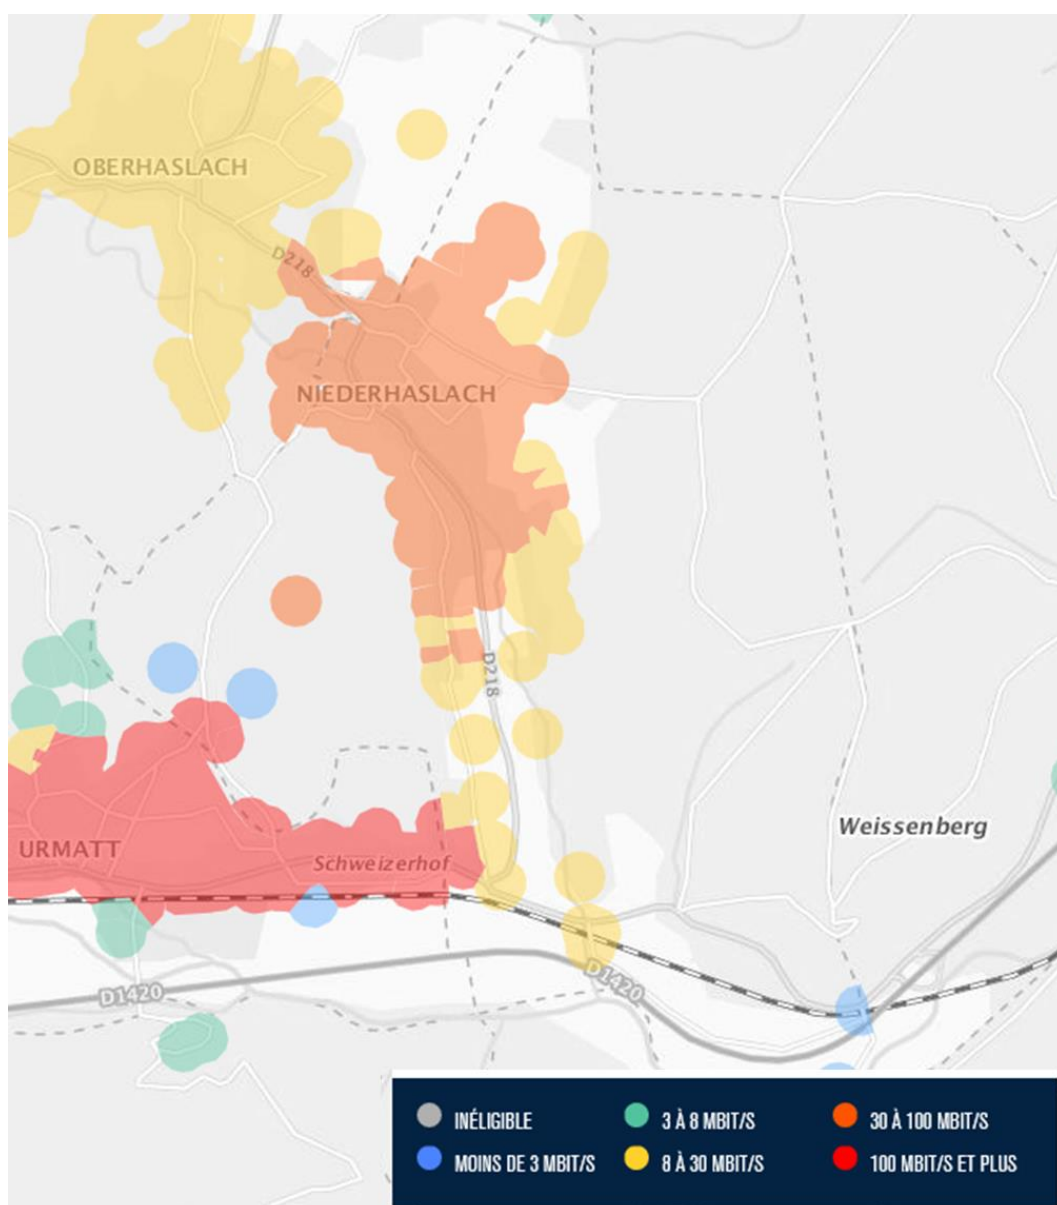 OBERHASLACH
D218
NIEDERHASLACH
D218
Weissenberg
URMATT
Schweizerhof
D1420
D1420
INÉLIGIBLE
3 À 8 MBIT/S
30 À 100 MBIT/S
MOINS DE 3 MBIT/S
8 À 30 MBIT/S
100 MBIT/S ET PLUS